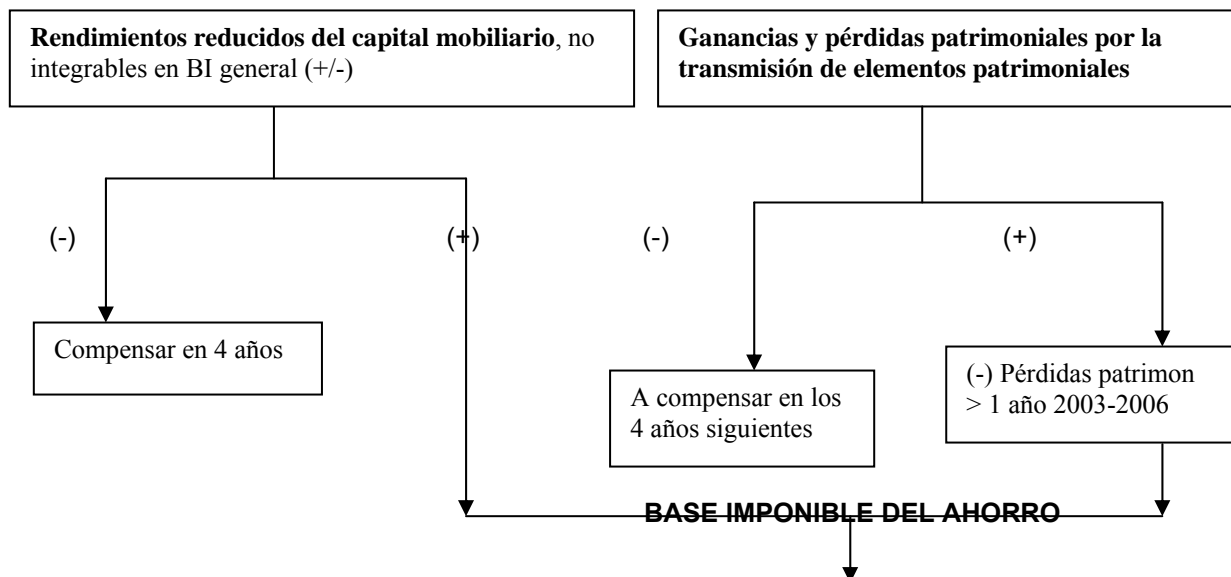 Rendimientos reducidos del capital mobiliario, no
integrables en BI general (+/-)
Ganancias y pérdidas patrimoniales por la
transmisión de elementos patrimoniales
(-)
(+)
(-)
(+)
Compensar en 4 años
A compensar en los
4 años siguientes
(-) Pérdidas patrimon
> 1 año 2003-2006
BASE IMPONIBLE DEL AHORRO